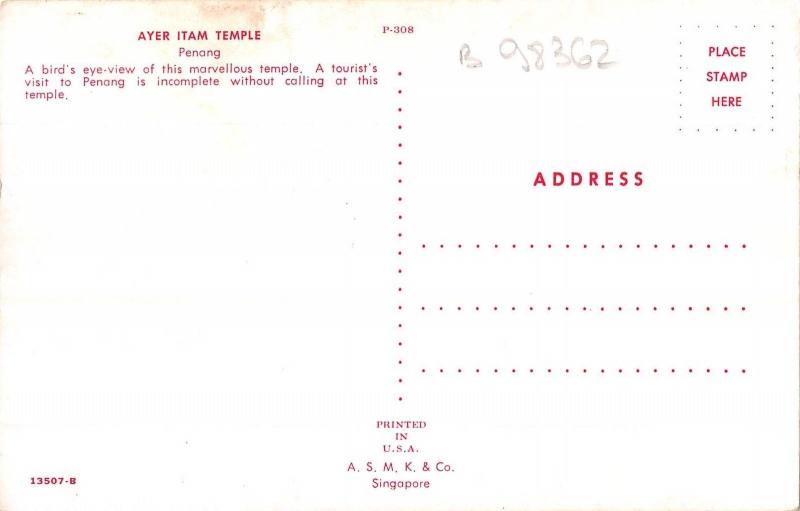 AYER ITAM TEMPLE
Penang
A bird's eye-view of this marvellous temple. A tourist's
visit to Penang is incomplete without calling at this
temple.
P-308
B 98362
PLACE
STAMP
HERE
ADDRESS
PRINTED
IN
U.S.A.
A. S. M. K. & Co.
Singapore
13507-B